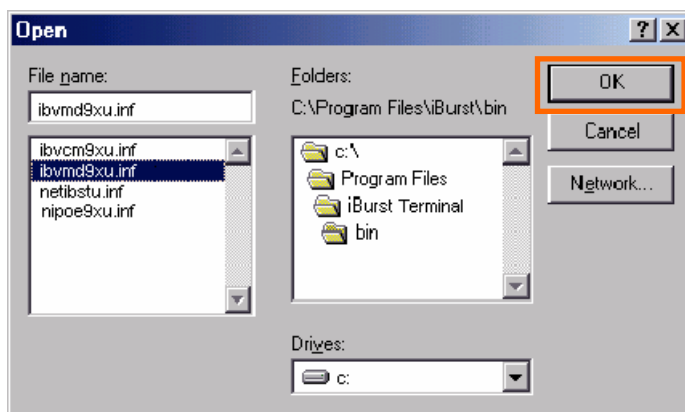 Open
File name:
ibvmd9xu.inf
ibvcm9xu.inf
ibvmd9xu.inf
netibstu.inf
nipoe9xu.inf
Folders:
C:\Program Files\iBurst\bin
c:\
Program Files
iBurst Terminal
bin
Drives:
c:
OK
Cancel
Network...